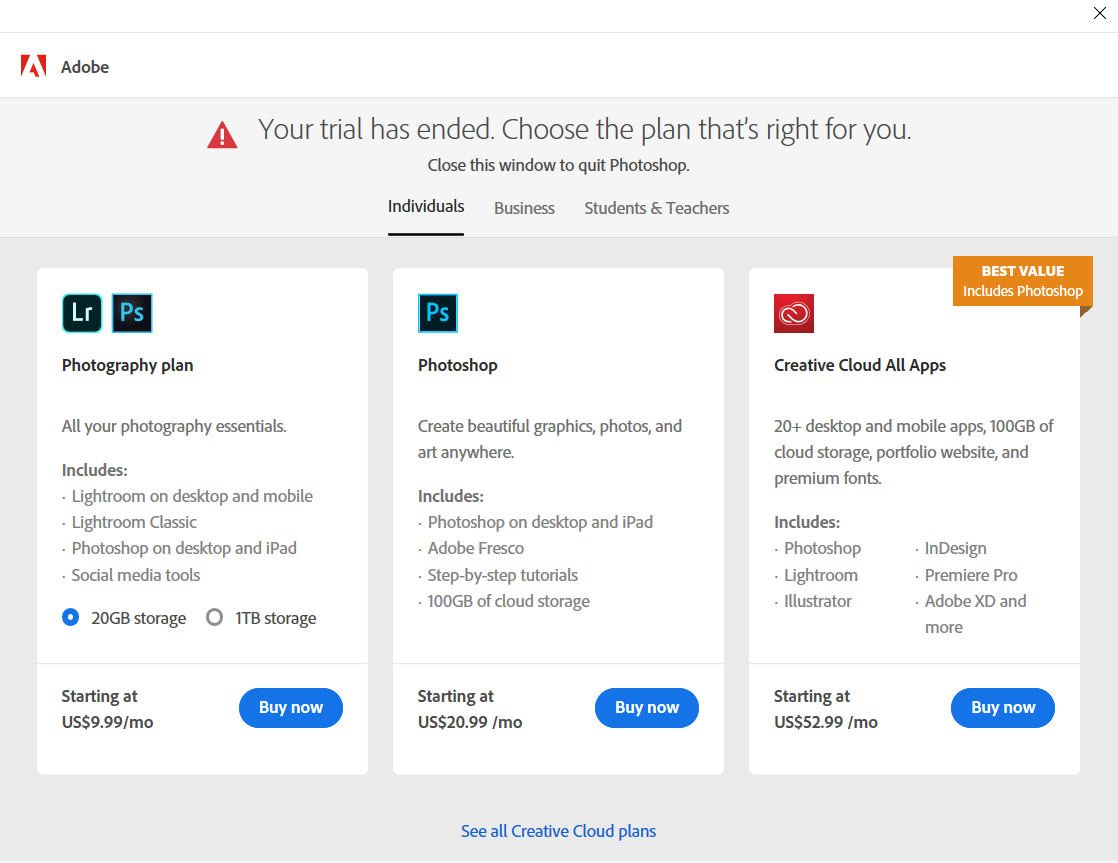 Adobe
Your trial has ended. Choose the plan that's right for you.
Close this window to quit Photoshop.
Individuals Business Students & Teachers
BEST VALUE
Includes Photoshop
Lr Ps
Photography plan
All your photography essentials.
Includes:
· Lightroom on desktop and mobile
· Lightroom Classic
· Photoshop on desktop and iPad
· Social media tools
20GB storage 1TB storage
Starting at
US$9.99/mo
Buy now
Ps
Photoshop
Create beautiful graphics, photos, and
art anywhere.
Includes:
· Photoshop on desktop and iPad
· Adobe Fresco
· Step-by-step tutorials
· 100GB of cloud storage
Starting at
US$20.99 /mo
Buy now
Creative Cloud All Apps
20+ desktop and mobile apps, 100GB of
cloud storage, portfolio website, and
premium fonts.
Includes:
· Photoshop
· Lightroom
· Illustrator
· InDesign
· Premiere Pro
· Adobe XD and
more
Starting at
US$52.99 /mo
Buy now
See all Creative Cloud plans